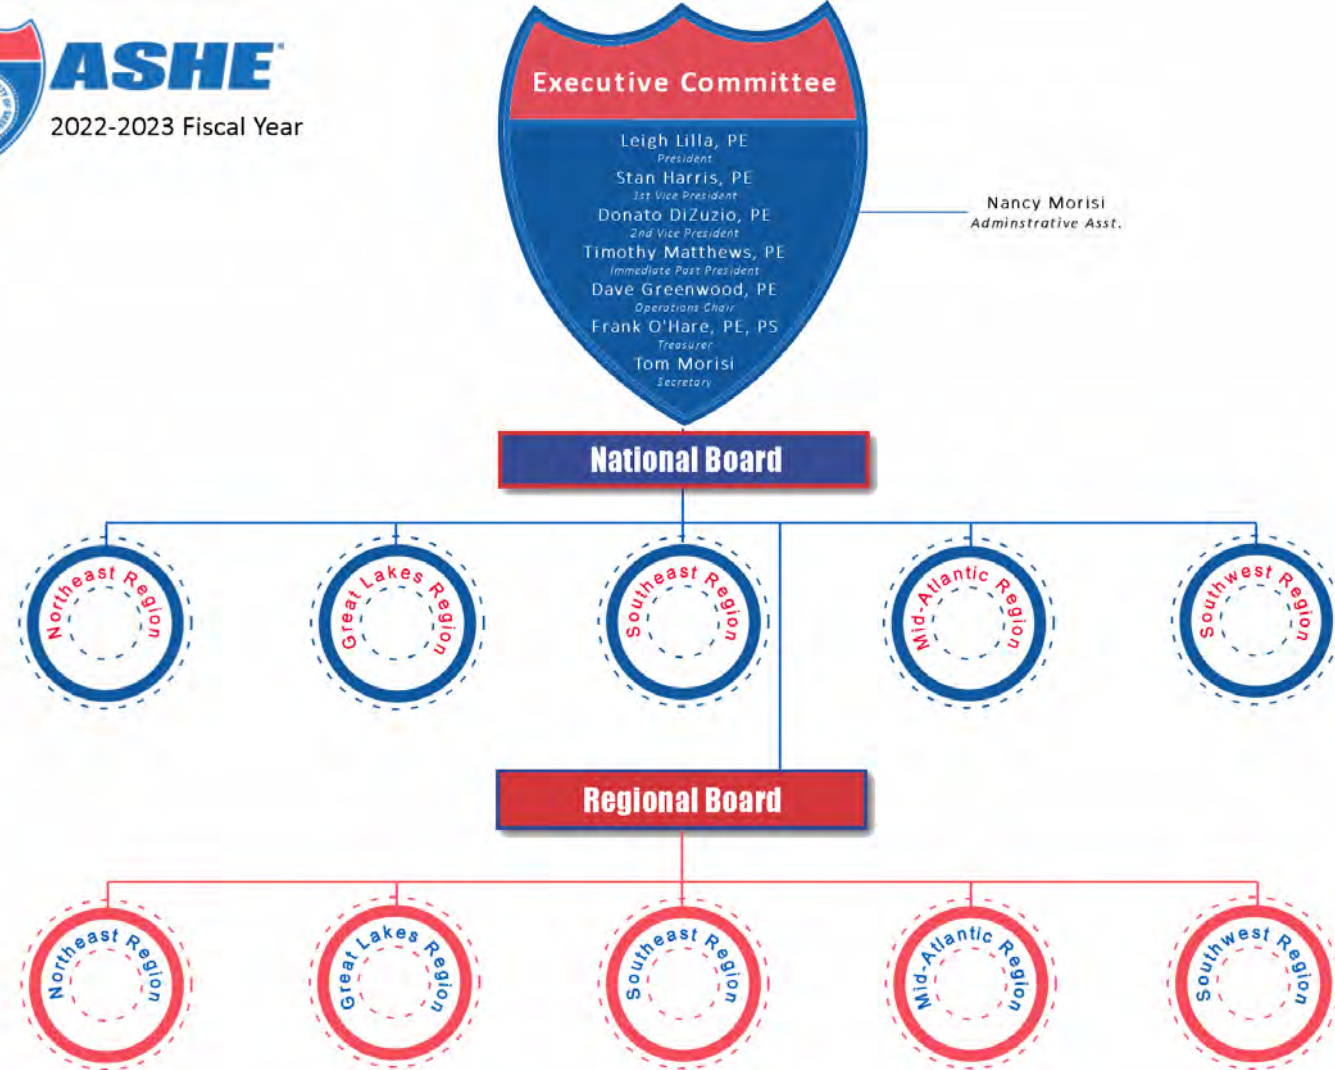 ASHE
2022-2023 Fiscal Year
Executive Committee
Leigh Lilla, PE
President
Stan Harris, PE
1st Vice President
Donato DiZuzio, PE
2nd Vice President
Timothy Matthews, PE
Immediate Past President
Dave Greenwood, PE
Operations Chair
Frank O'Hare, PE, PS
Treasurer
Tom Morisi
Secretary
Nancy Morisi
Adminstrative Asst.
National Board
Northeast Region
Great Lakes Region
Southeast Region
Mid-Atlantic Region
Southwest Region
Regional Board
Northeast Region
Great Lakes Region
Southeast Region
Mid-Atlantic Region
Southwest Region